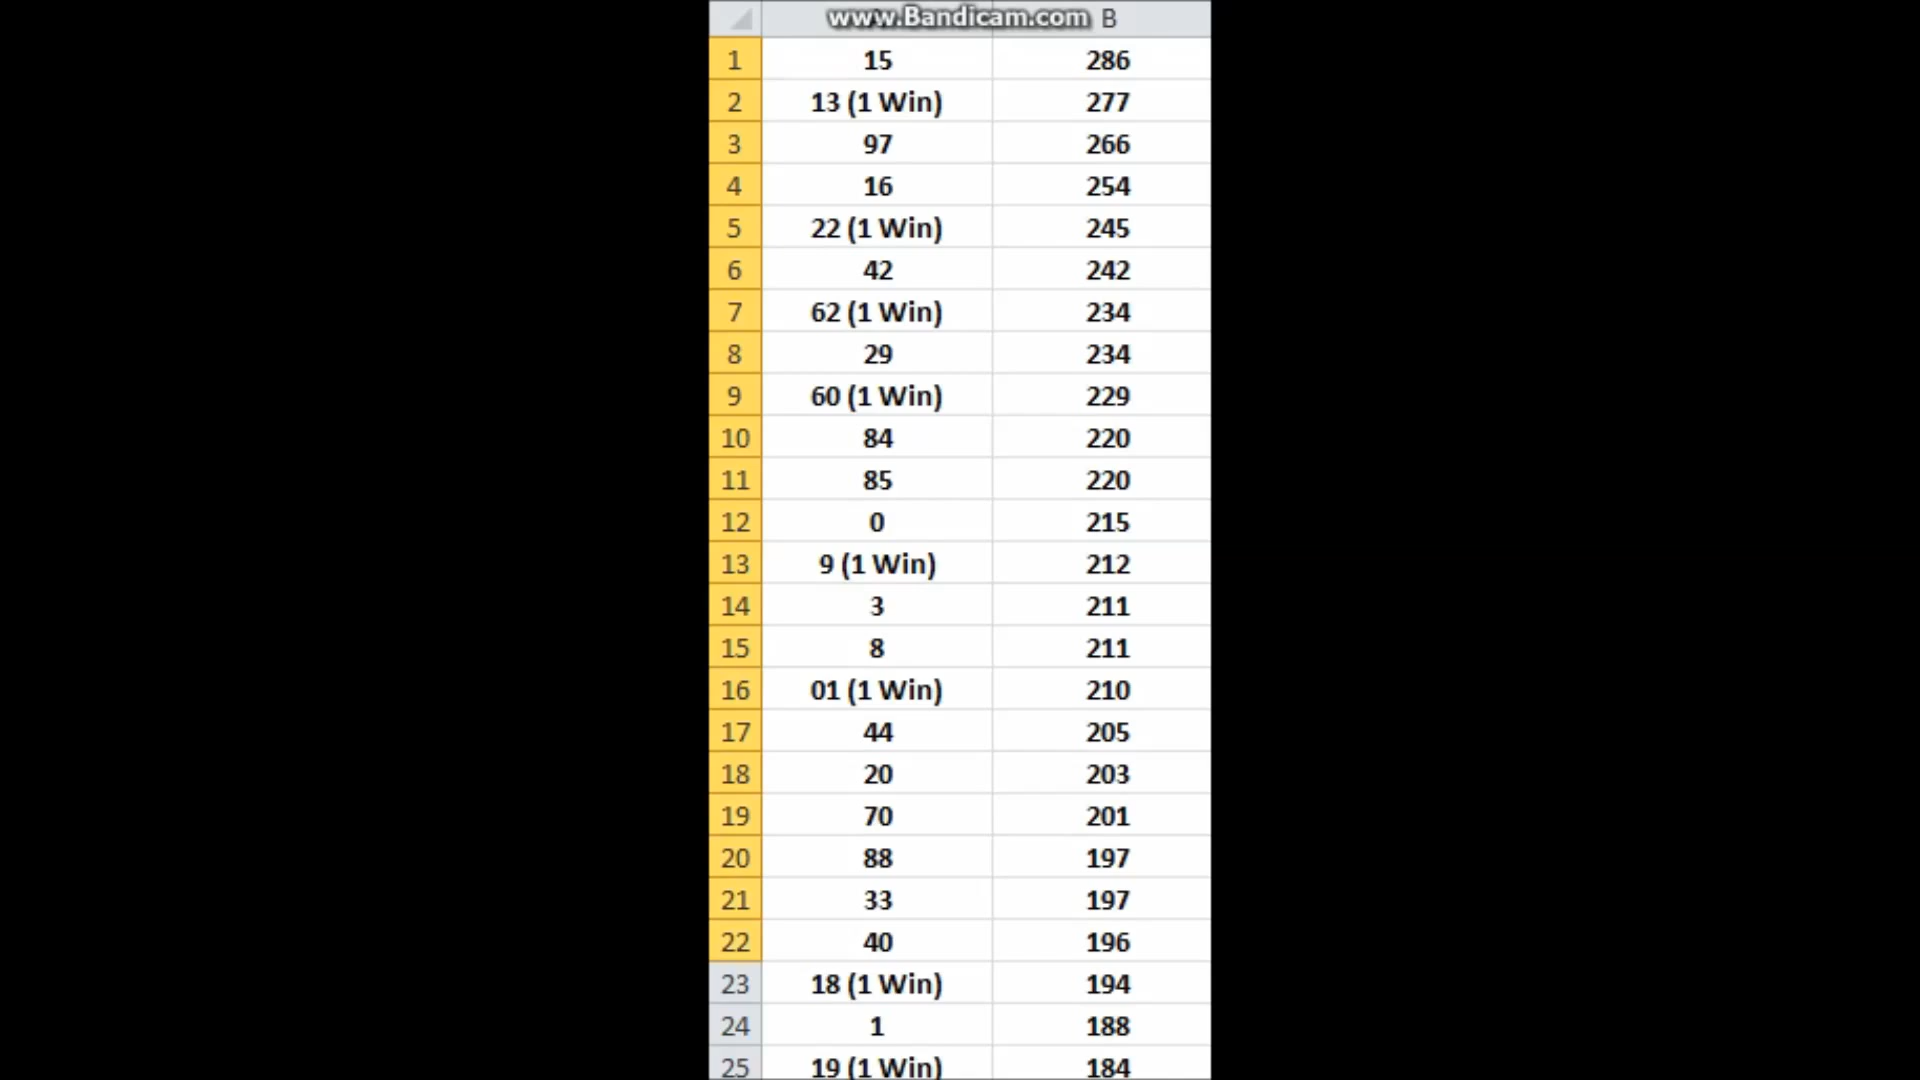 www.Bandicam.com B
1 15 286
2 13 (1 Win) 277
3 97 266
4 16 254
5 22 (1 Win) 245
6 42 242
7 62 (1 Win) 234
8 29 234
9 60 (1 Win) 229
10 84 220
11 85 220
12 0 215
13 9 (1 Win) 212
14 3 211
15 8 211
16 01 (1 Win) 210
17 44 205
18 20 203
19 70 201
20 88 197
21 33 197
22 40 196
23 18 (1 Win) 194
24 1 188
25 19 (1 Win) 184